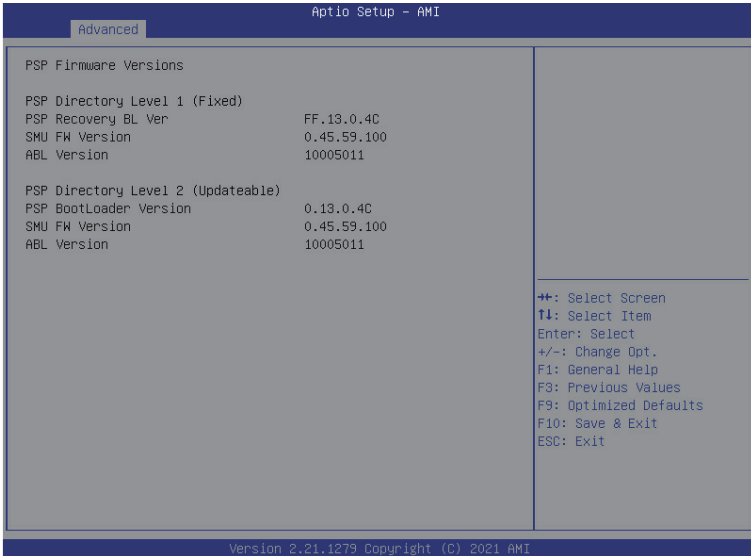 Aptio Setup – AMI
Advanced
PSP Firmware Versions
PSP Directory Level 1 (Fixed)
PSP Recovery BL Ver FF.13.0.4C
SMU FW Version 0.45.59.100
ABL Version 10005011
PSP Directory Level 2 (Updateable)
PSP BootLoader Version 0.13.0.4C
SMU FW Version 0.45.59.100
ABL Version 10005011
→←: Select Screen
↑↓: Select Item
Enter: Select
+/-: Change Opt.
F1: General Help
F3: Previous Values
F9: Optimized Defaults
F10: Save & Exit
ESC: Exit
Version 2.21.1279 Copyright (C) 2021 AMI